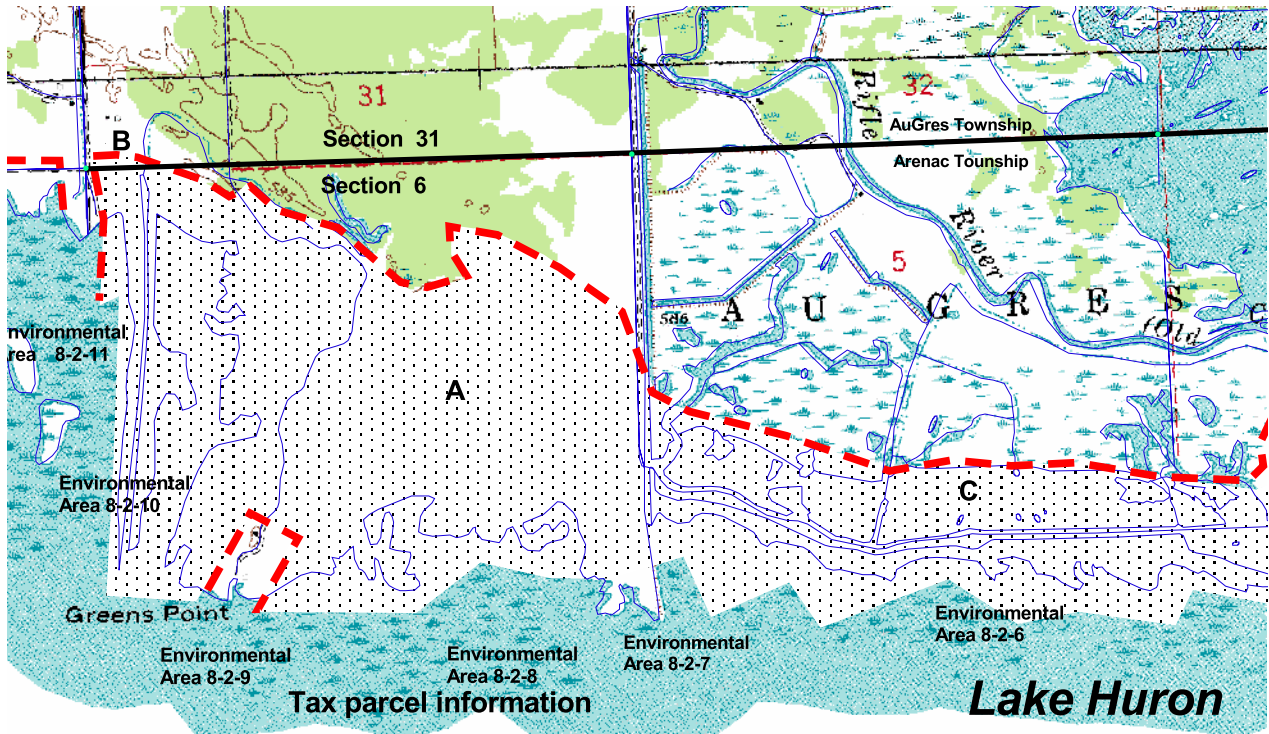 31
32
Rifle
AuGres Township
B
Section 31
Arenac Tounship
Section 6
585
River
5
A U G R E S
586
(Old
C
nvironmental
rea 8-2-11
A
Environmental
Area 8-2-10
C
Greens Point
Environmental
Area 8-2-6
Environmental
Area 8-2-7
Environmental
Area 8-2-9
Environmental
Area 8-2-8
Tax parcel information
Lake Huron